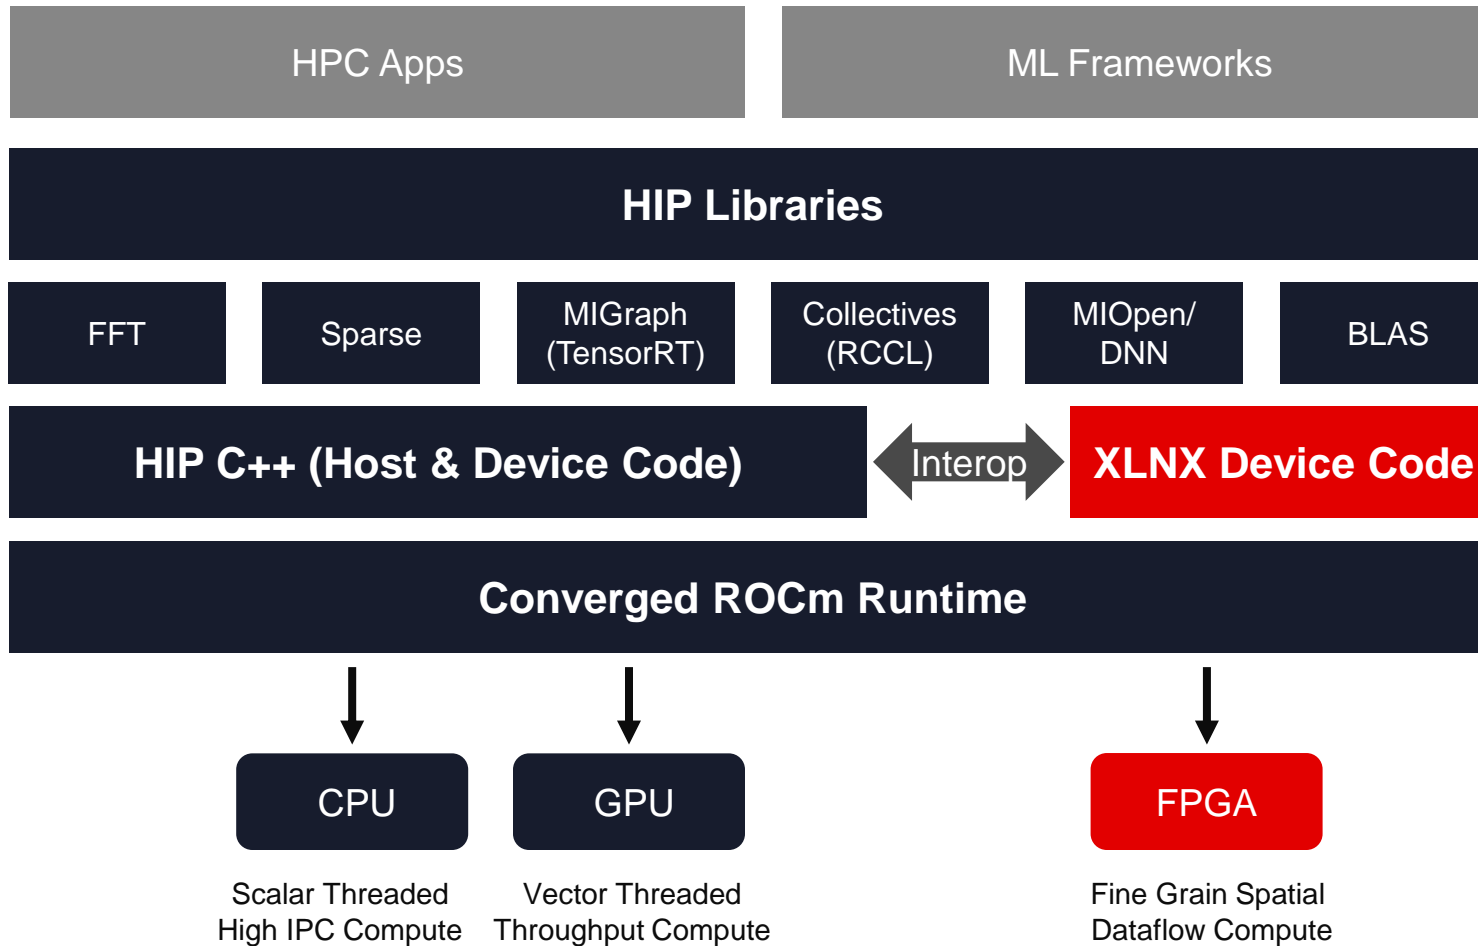 HPC Apps
ML Frameworks
HIP Libraries
FFT
Sparse
MIGraph
(TensorRT)
Collectives
(RCCL)
MIOpen/
DNN
BLAS
HIP C++ (Host & Device Code)
Interop
XLNX Device Code
Converged ROCm Runtime
CPU
GPU
FPGA
Scalar Threaded
High IPC Compute
Vector Threaded
Throughput Compute
Fine Grain Spatial
Dataflow Compute